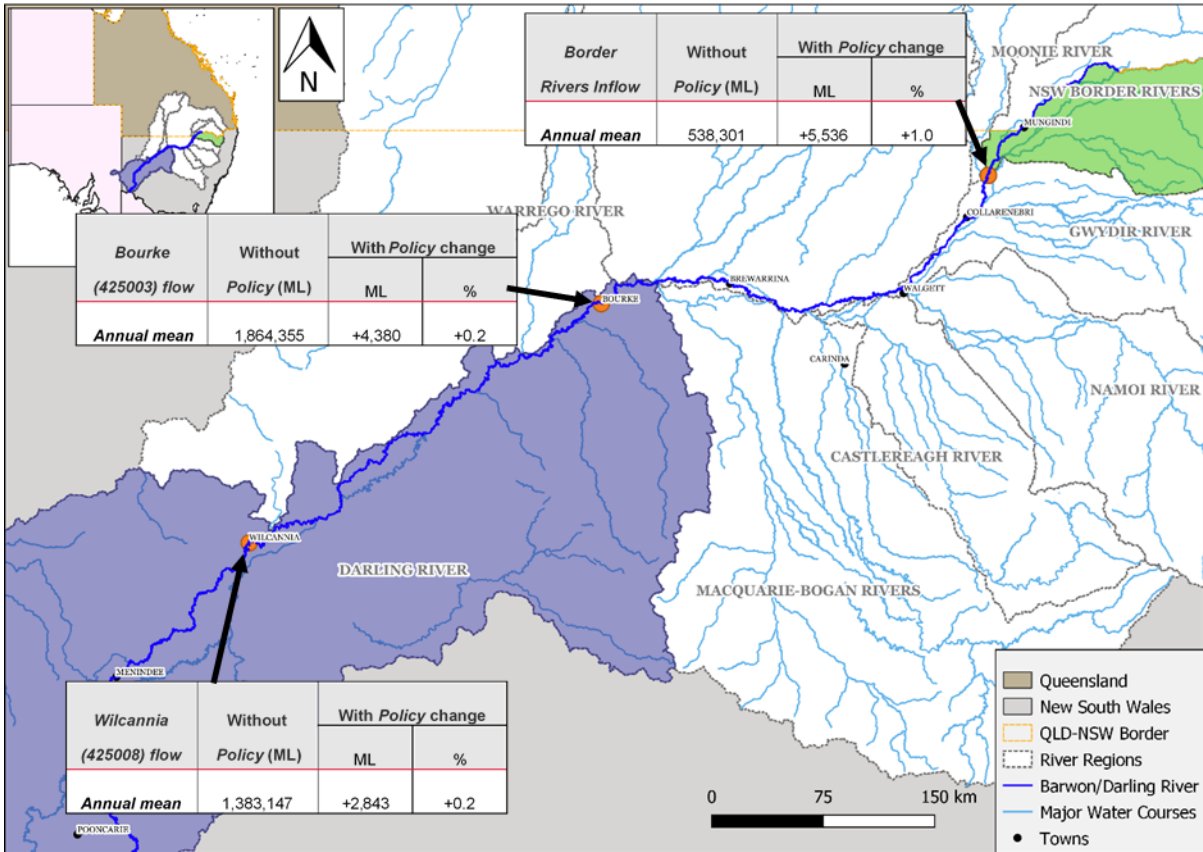 N
Border
Rivers Inflow
Without
Policy (ML)
With Policy change
ML
%
Annual mean
538,301
+5,536
+1.0
MOONIE RIVER
NSW BORDER RIVERS
MUNGINDI
COLLARENEBRI
GWYDIR RIVER
WARREGO RIVER
Bourke
(425003) flow
Without
Policy (ML)
With Policy change
ML
%
Annual mean
1,864,355
+4,380
+0.2
BOURKE
BREWARRINA
WALGETT
CARINDA
NAMOI RIVER
CASTLEREAGH RIVER
WILCANNIA
DARLING RIVER
MACQUARIE-BOGAN RIVERS
MENINDEE
Wilcannia
(425008) flow
Without
Policy (ML)
With Policy change
ML
%
Annual mean
1,383,147
+2,843
+0.2
POONCARIE
0 75 150 km
Queensland
New South Wales
QLD-NSW Border
River Regions
Barwon/Darling River
Major Water Courses
Towns